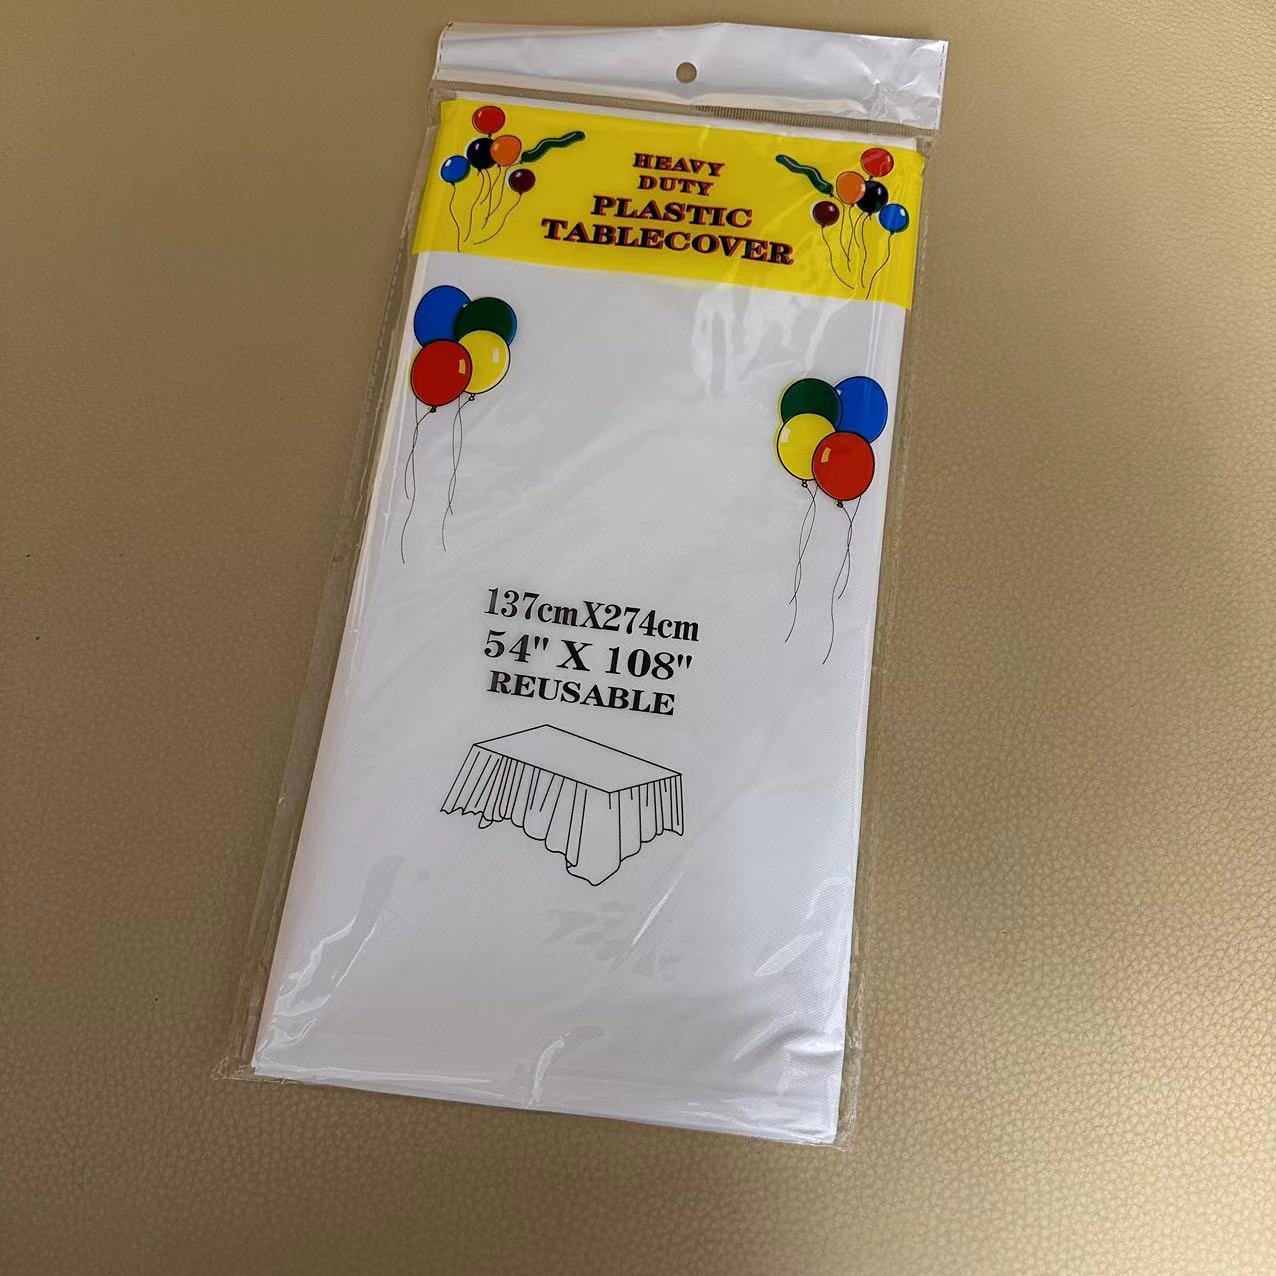 HEAVY
DUTY
PLASTIC
TABLECOVER
137cmX274cm
54" X 108"
REUSABLE